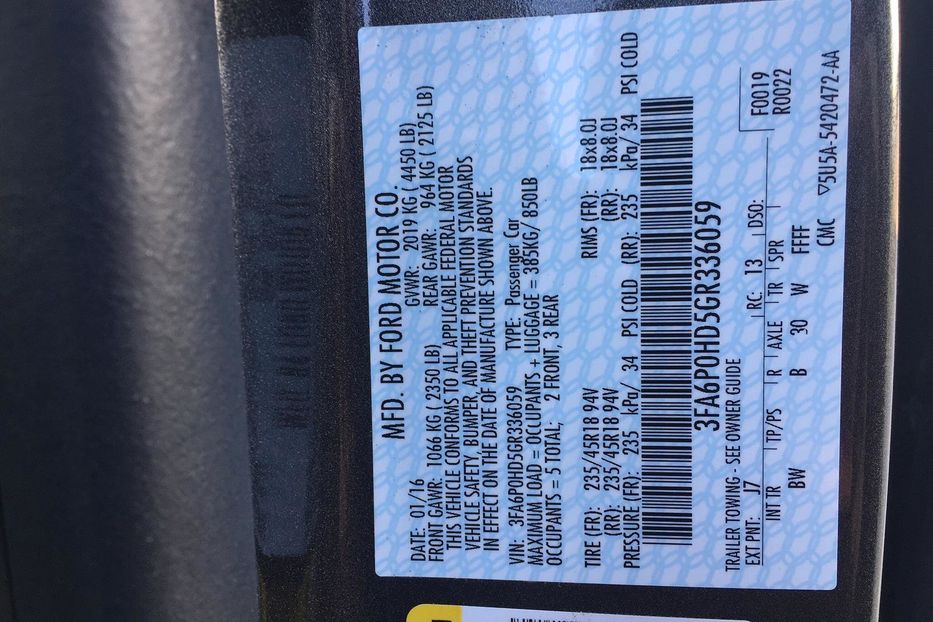 MFD. BY FORD MOTOR CO.
DATE: 01/16 GVWR: 2019 KG ( 4450 LB)
FRONT GAWR: 1066 KG ( 2350 LB) REAR GAWR: 964 KG ( 2125 LB)
THIS VEHICLE CONFORMS TO ALL APPLICABLE FEDERAL MOTOR
VEHICLE SAFETY, BUMPER, AND THEFT PREVENTION STANDARDS
IN EFFECT ON THE DATE OF MANUFACTURE SHOWN ABOVE.
VIN: 3FA6P0HD5GR336059 TYPE: Passenger Car
MAXIMUM LOAD = OCCUPANTS + LUGGAGE = 385KG/ 850LB
OCCUPANTS = 5 TOTAL; 2 FRONT, 3 REAR
TIRE (FR): 235/45R18 94V RIMS (FR): 18x8.0J
(RR): 235/45R18 94V (RR): 18x8.0J
PRESSURE (FR): 235 kPa/ 34 PSI COLD (RR): 235 kPa/ 34 PSI COLD
3FA6P0HD5GR336059
TRAILER TOWING - SEE OWNER GUIDE F0019
EXT PNT: J7 RC: 13 DSO: R0022
INT TR TP/PS R AXLE TR SPR
BW B 30 W FFFF
CMC ▽5U5A-5420472-AA